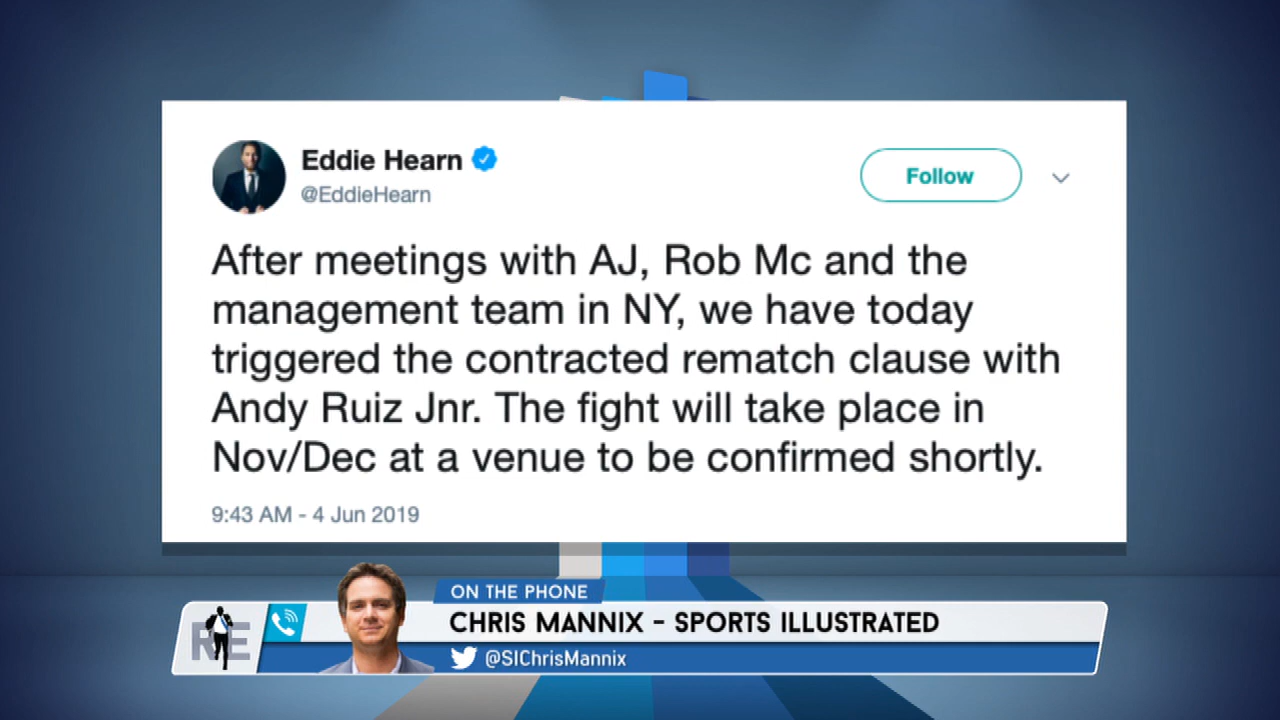 Eddie Hearn
@EddieHearn
Follow
After meetings with AJ, Rob Mc and the
management team in NY, we have today
triggered the contracted rematch clause with
Andy Ruiz Jnr. The fight will take place in
Nov/Dec at a venue to be confirmed shortly.
9:43 AM - 4 Jun 2019
ON THE PHONE
CHRIS MANNIX - SPORTS ILLUSTRATED
RE
@SIChrisMannix